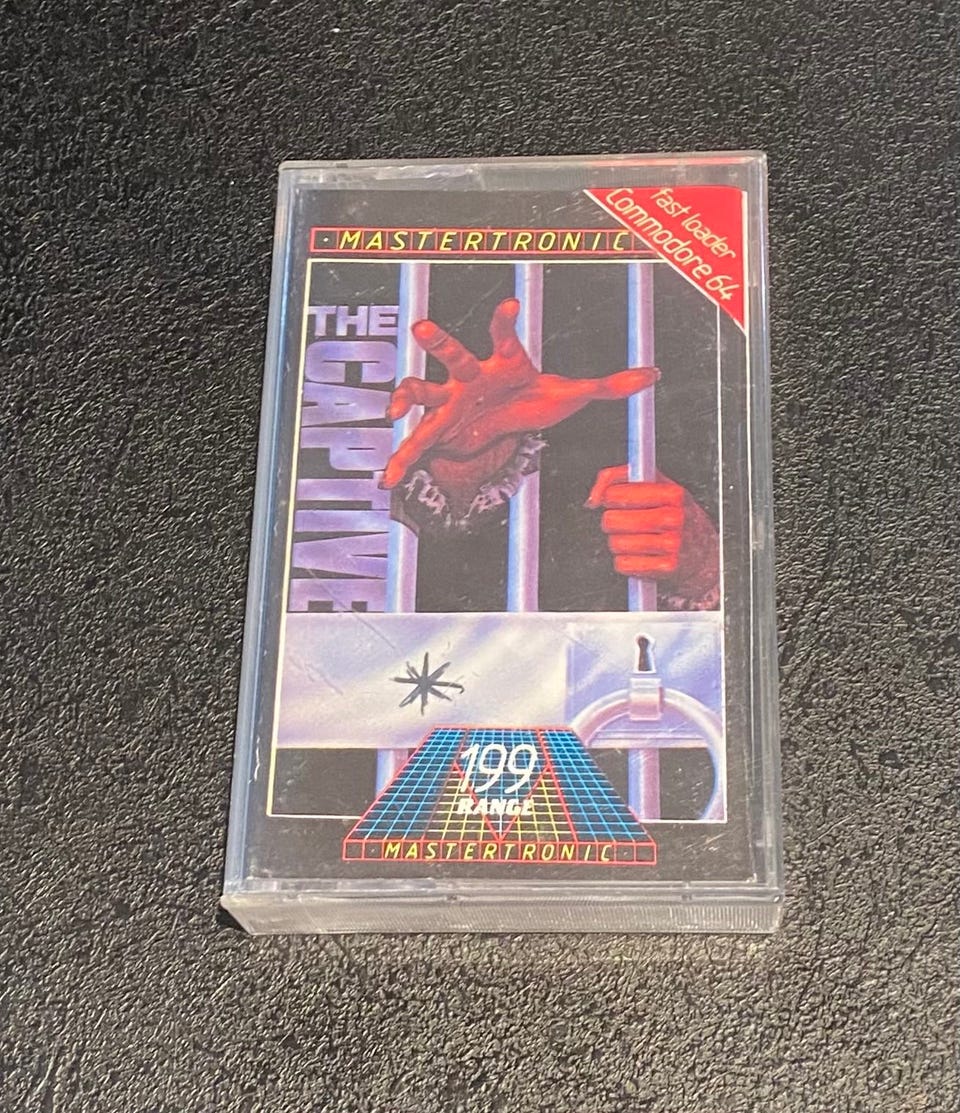 MASTERTRONIC
fast loader
Commodore 64
THE
CAPTIVE
199
RANGE
MASTERTRONIC